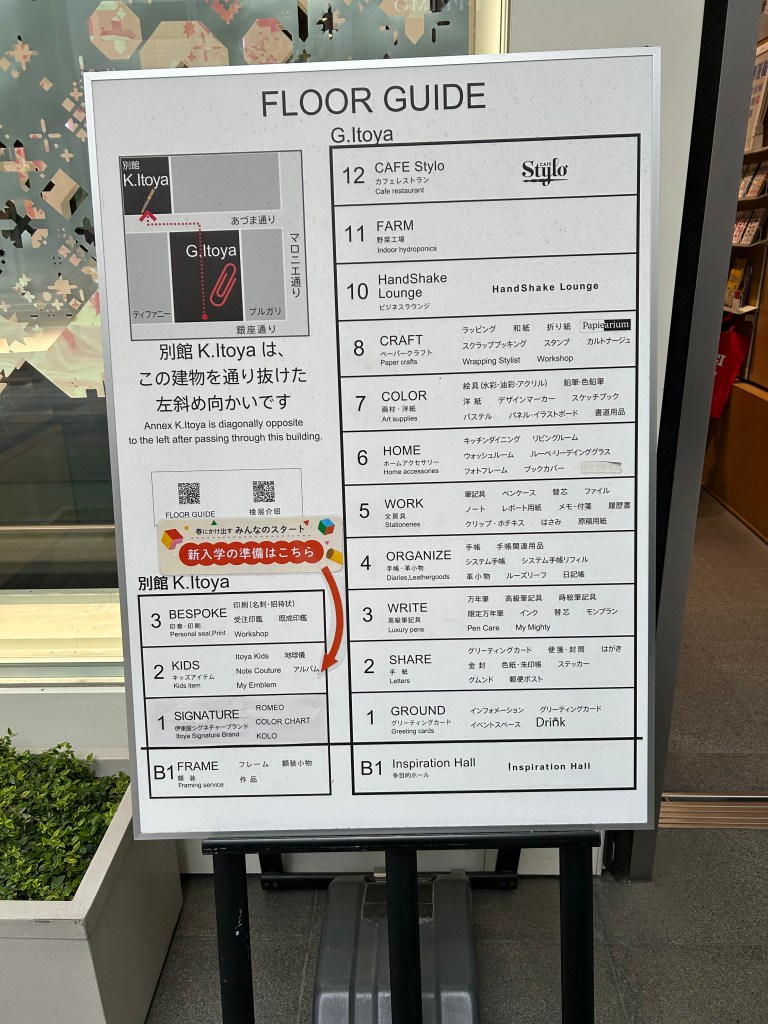 FLOOR GUIDE
別館
K.Itoya
あづま通り
G.Itoya
マロニエ通り
ティファニー
ブルガリ
銀座通り
別館 K.Itoya は、
この建物を通り抜けた
左斜め向かいです
Annex K.Itoya is diagonally opposite
to the left after passing through this building.
FLOOR GUIDE
楼层介绍
春にかけ出す みんなのスタート
新入学の準備はこちら
別館 K.Itoya
3 BESPOKE 印刷(名刺・招待状)
印章・印刷 受注印鑑 既成印鑑
Personal seal,Print Workshop
2 KIDS Itoya Kids 地球儀
キッズアイテム Note Couture アルバム
Kids item My Emblem
1 SIGNATURE ROMEO
伊東屋シグネチャーブランド COLOR CHART
Itoya Signature Brand KOLO
B1 FRAME フレーム 額装小物
額装 作品
Framing service
G.Itoya
12 CAFE Stylo CAFE Stylo
カフェレストラン
Cafe restaurant
11 FARM
野菜工場
Indoor hydroponics
10 HandShake Lounge HandShake Lounge
ビジネスラウンジ
8 CRAFT ラッピング 和紙 折り紙 Papiearium
ペーパークラフト スクラップブッキング スタンプ カルトナージュ
Paper crafts Wrapping Stylist Workshop
7 COLOR 絵具(水彩・油彩・アクリル) 鉛筆・色鉛筆
画材・洋紙 洋紙 デザインマーカー スケッチブック
Art supplies パステル パネル・イラストボード 書道用品
6 HOME キッチンダイニング リビングルーム
ホームアクセサリー ウォッシュルーム ルーペ・リーディンググラス
Home accessories フォトフレーム ブックカバー
5 WORK 筆記具 ペンケース 替芯 ファイル
文房具 ノート レポート用紙 メモ・付箋 履歴書
Stationeries クリップ・ホチキス はさみ 原稿用紙
4 ORGANIZE 手帳 手帳関連用品
手帳・革小物 システム手帳 システム手帳リフィル
Diaries,Leathergoods 革小物 ルーズリーフ 日記帳
3 WRITE 万年筆 高級筆記具 蒔絵筆記具
高級筆記具 限定万年筆 インク 替芯 モンブラン
Luxury pens Pen Care My Mighty
2 SHARE グリーティングカード 便箋・封筒 はがき
手紙 金封 色紙・朱印帳 ステッカー
Letters グムンド 郵便ポスト
1 GROUND インフォメーション グリーティングカード
グリーティングカード イベントスペース Drink
Greeting cards
B1 Inspiration Hall Inspiration Hall
多目的ホール